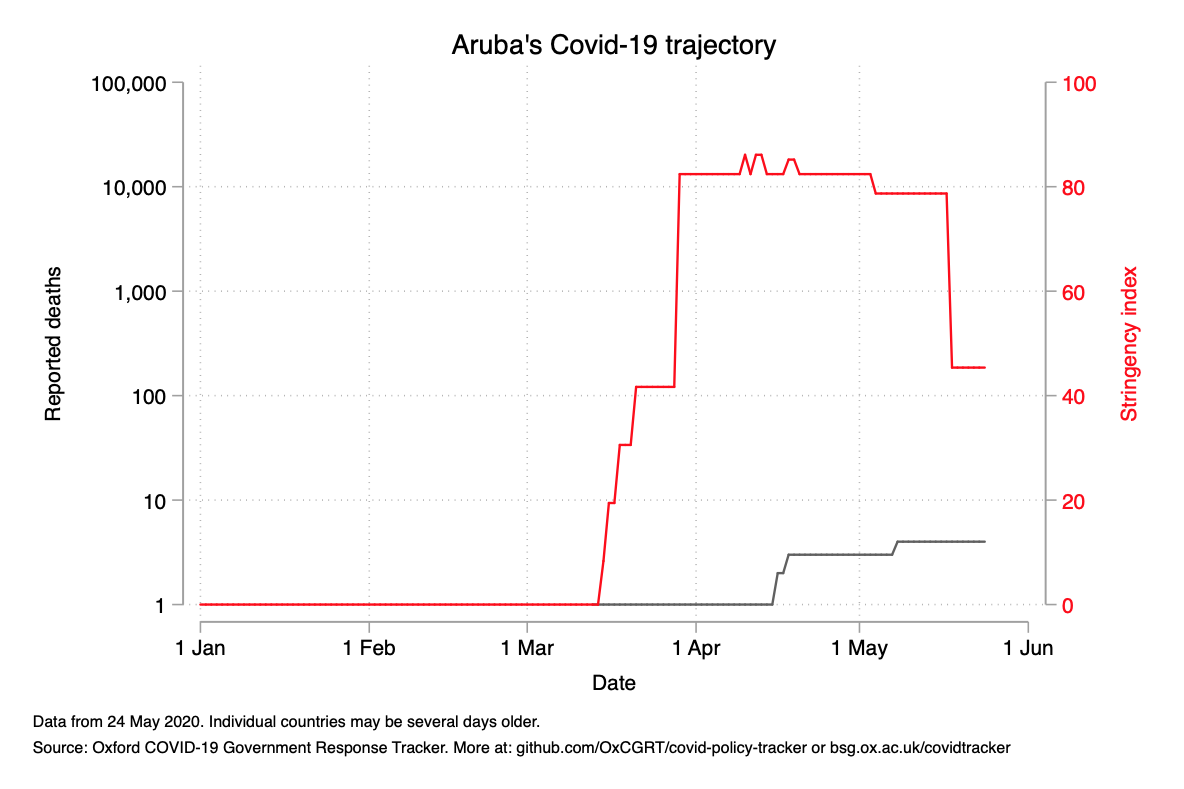 Aruba's Covid-19 trajectory
100,000
10,000
1,000
100
10
1
Reported deaths
100
80
60
40
20
0
Stringency index
1 Jan
1 Feb
1 Mar
1 Apr
1 May
1 Jun
Date
Data from 24 May 2020. Individual countries may be several days older.
Source: Oxford COVID-19 Government Response Tracker. More at: github.com/OxCGRT/covid-policy-tracker or bsg.ox.ac.uk/covidtracker